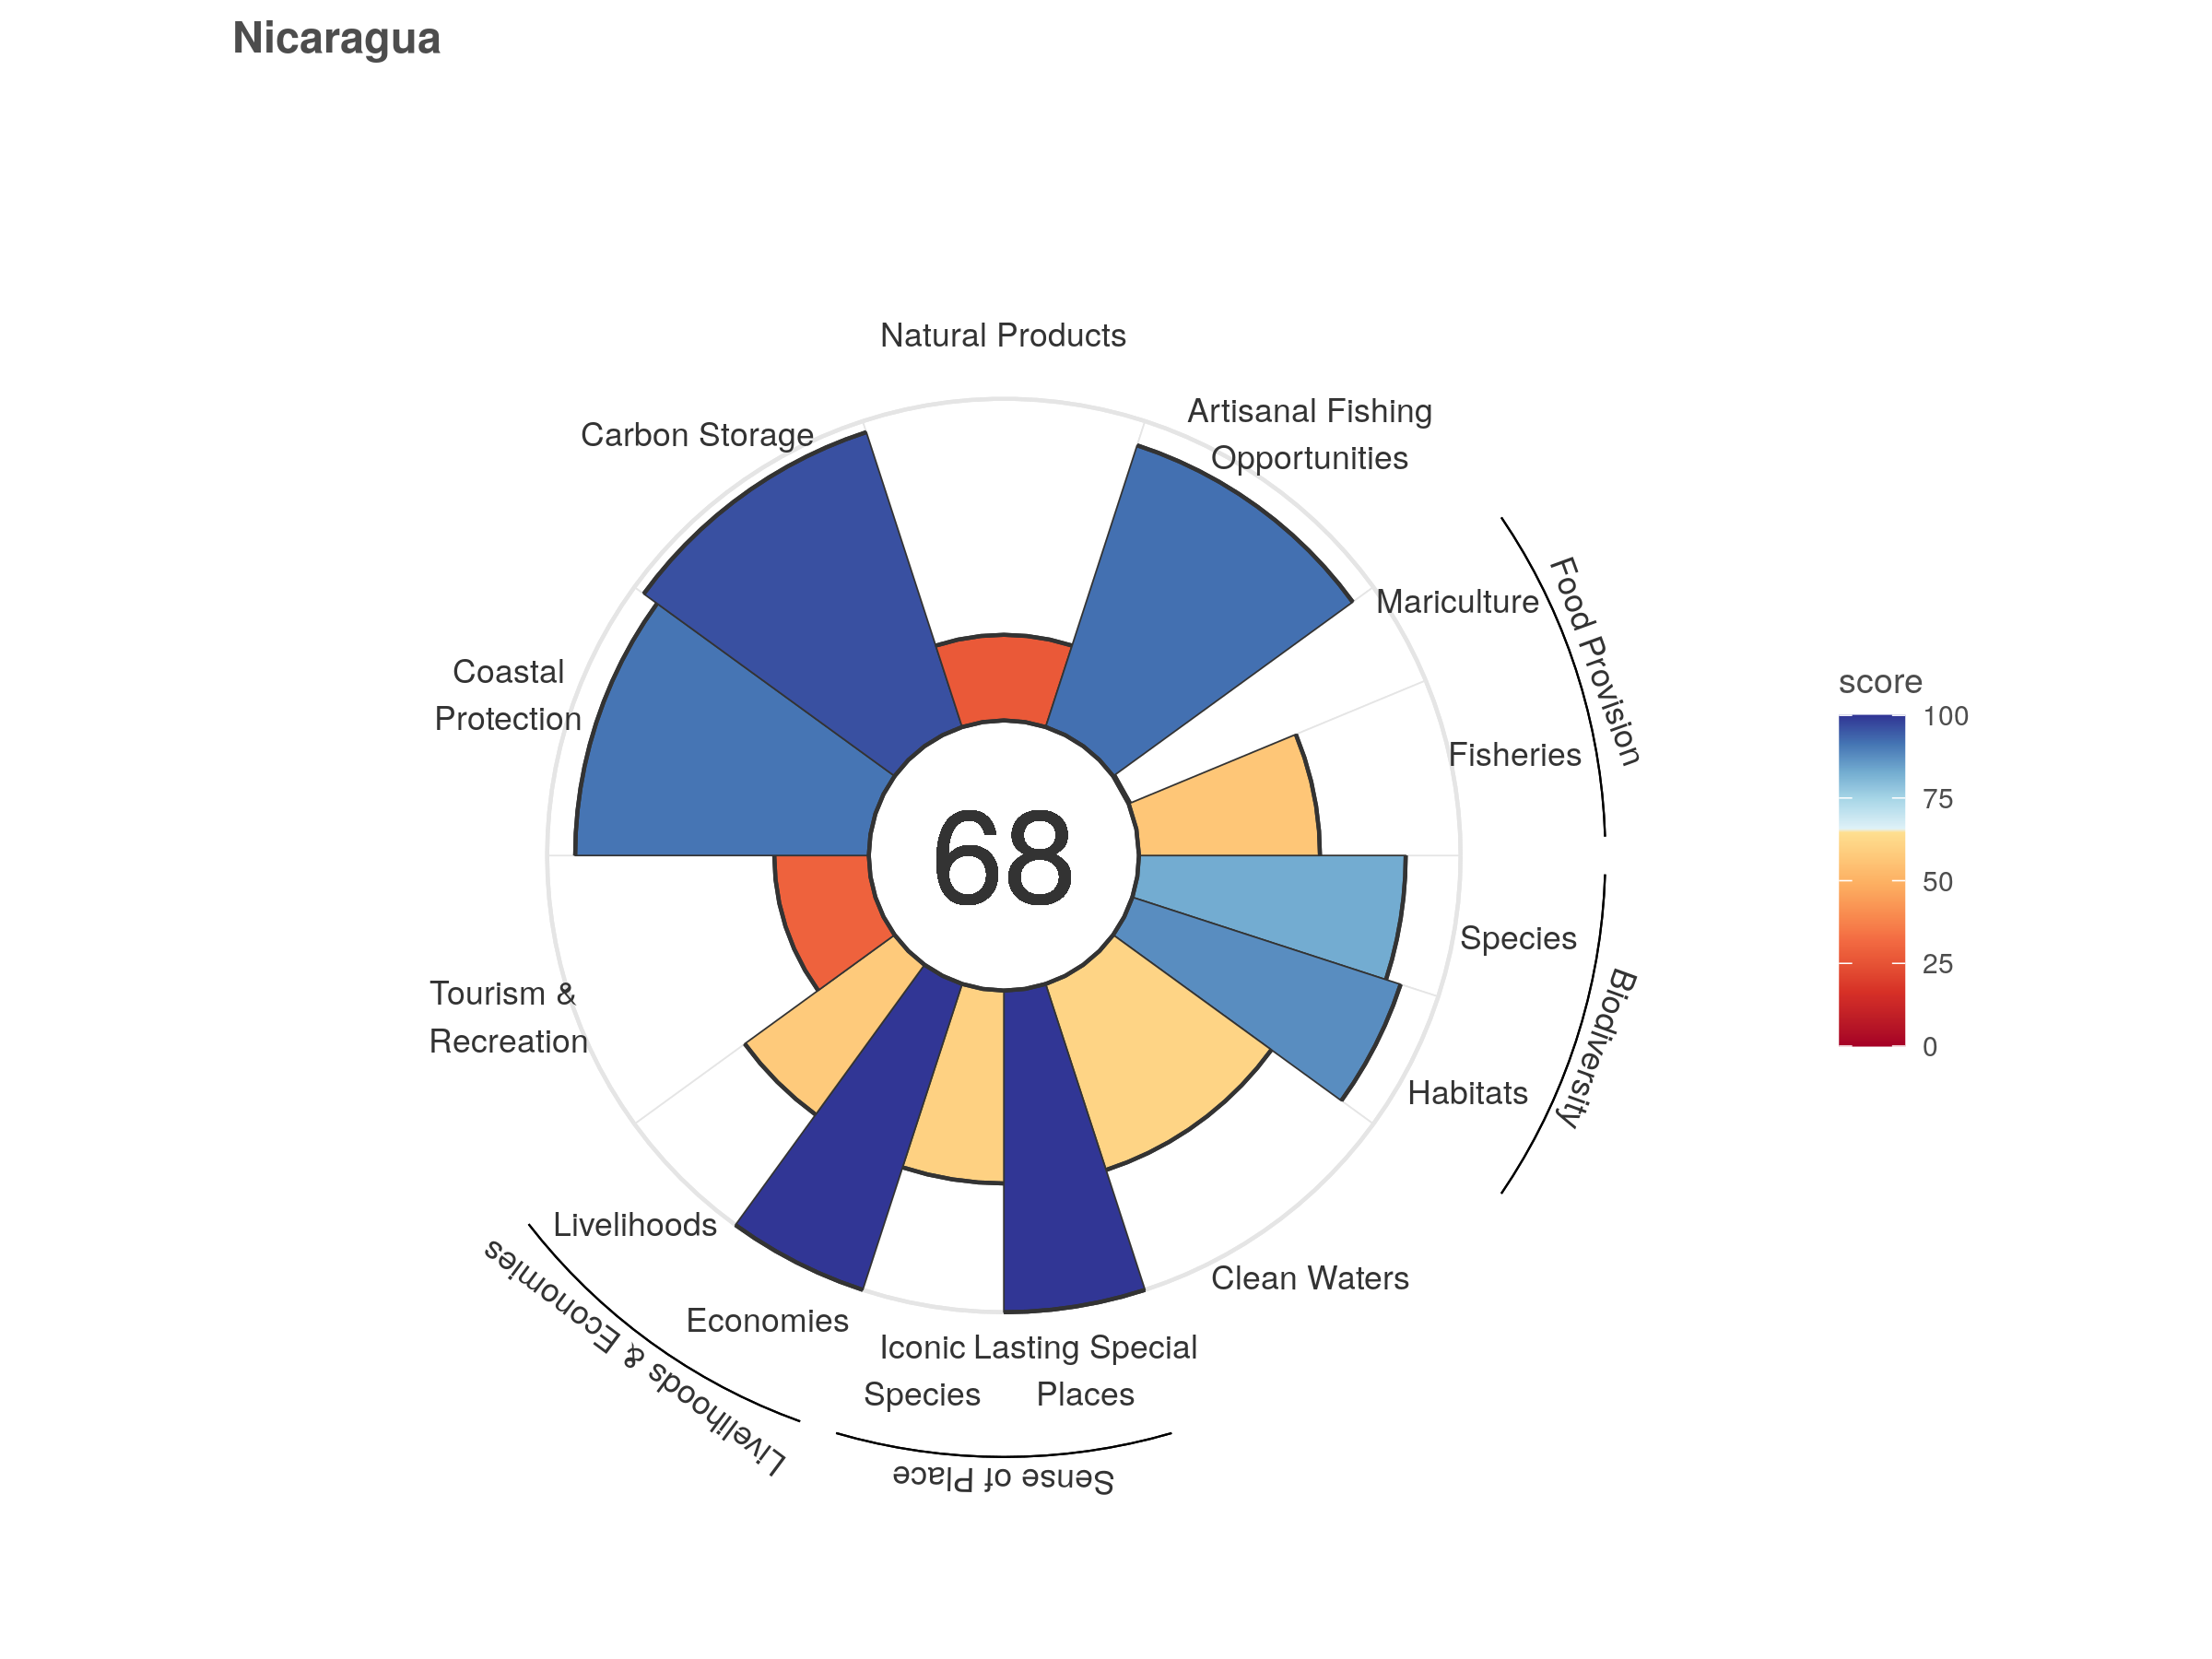 Nicaragua
Natural Products
Artisanal Fishing
Opportunities
Carbon Storage
Mariculture
Food Provision
Coastal
Protection
Fisheries
68
score
100
75
50
25
0
Species
Biodiversity
Tourism &
Recreation
Habitats
Livelihoods
Clean Waters
Economies
Livelihoods & Economies
Iconic
Species
Lasting Special
Places
Sense of Place